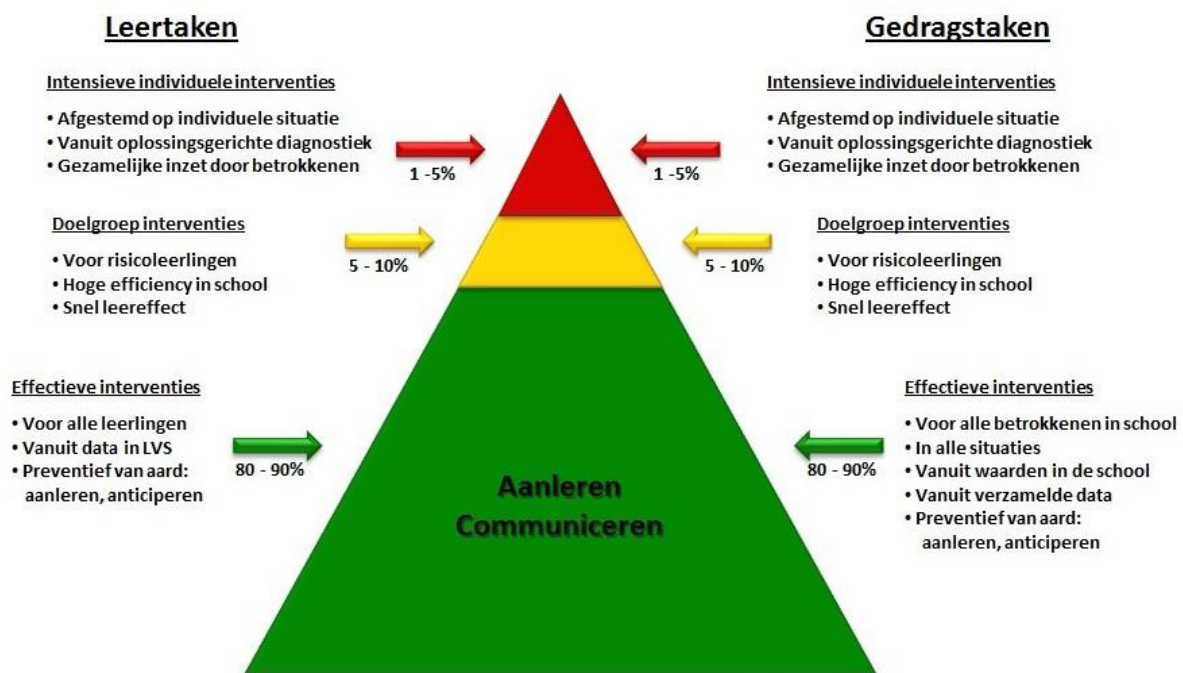 Leertaken
Intensieve individuele interventies
• Afgestemd op individuele situatie
• Vanuit oplossingsgerichte diagnostiek
• Gezamelijke inzet door betrokkenen
1 -5%
Doelgroep interventies
• Voor risicoleerlingen
• Hoge efficiency in school
• Snel leereffect
5 - 10%
Effectieve interventies
• Voor alle leerlingen
• Vanuit data in LVS
• Preventief van aard:
aanleren, anticiperen
80 - 90%
Aanleren
Communiceren
Gedragstaken
Intensieve individuele interventies
• Afgestemd op individuele situatie
• Vanuit oplossingsgerichte diagnostiek
• Gezamelijke inzet door betrokkenen
1 -5%
Doelgroep interventies
• Voor risicoleerlingen
• Hoge efficiency in school
• Snel leereffect
5 - 10%
Effectieve interventies
• Voor alle betrokkenen in school
• In alle situaties
• Vanuit waarden in de school
• Vanuit verzamelde data
• Preventief van aard:
aanleren, anticiperen
80 - 90%